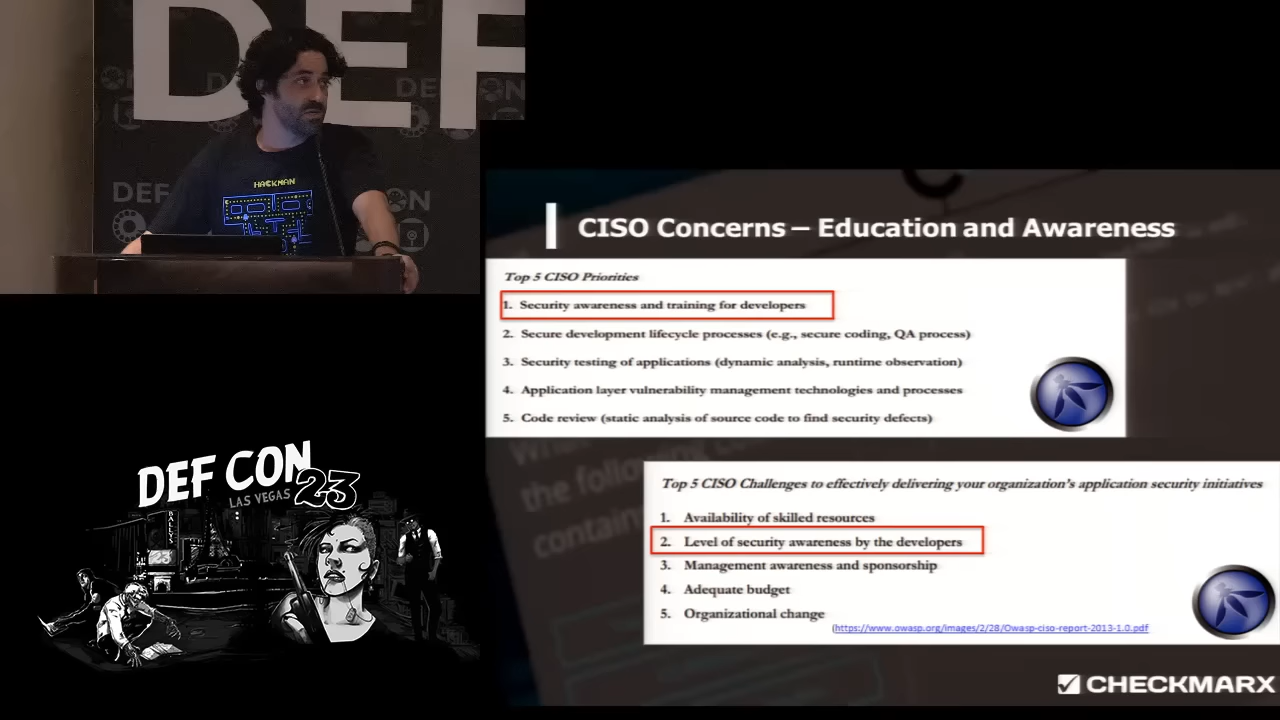 DEF
DEF CON
DEF CON
HACKMAN
CISO Concerns – Education and Awareness
Top 5 CISO Priorities
1. Security awareness and training for developers
2. Secure development lifecycle processes (e.g., secure coding, QA process)
3. Security testing of applications (dynamic analysis, runtime observation)
4. Application layer vulnerability management technologies and processes
5. Code review (static analysis of source code to find security defects)
the following co
contain
Top 5 CISO Challenges to effectively delivering your organization's application security initiatives
1. Availability of skilled resources
2. Level of security awareness by the developers
3. Management awareness and sponsorship
4. Adequate budget
5. Organizational change
(https://www.owasp.org/images/2/28/Owasp-ciso-report-2013-1.0.pdf
DEF CON
LAS VEGAS 23
BALLY'S
CHECKMARX